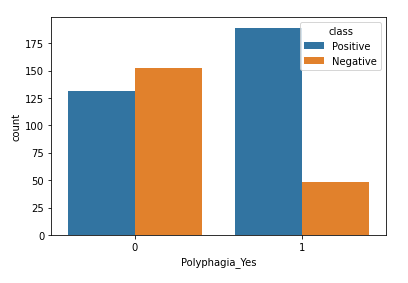 class
Positive
Negative
175
150
125
100
75
50
25
0
count
0 1
Polyphagia_Yes